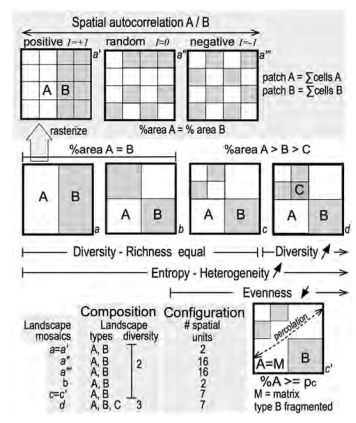 Spatial autocorrelation A / B
positive I=+1 random I≈0 negative I=-1
a' a'' a'''
A B
patch A = ∑cells A
patch B = ∑cells B
rasterize
%area A = % area B
%area A = B %area A > B > C
A B a
A B b
A B c
C A B d
Diversity - Richness equal Diversity
Entropy - Heterogeneity
Evenness
Composition Configuration
Landscape mosaics Landscape types diversity # spatial units
a=a' A, B 2
a'' A, B 16
a''' A, B 2 16
b A, B 2
c=c' A, B 7
d A, B, C 3 7
percolation
A=M B c'
%A >= pc
M = matrix
type B fragmented